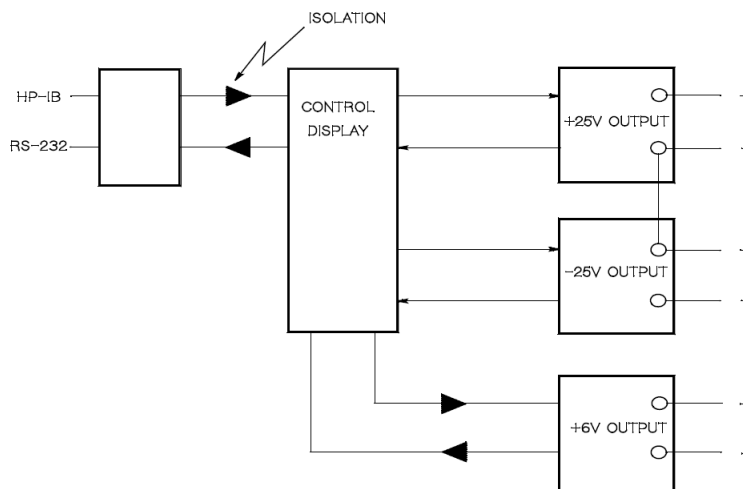 ISOLATION
HP-IB
RS-232
CONTROL
DISPLAY
+25V OUTPUT
-25V OUTPUT
+6V OUTPUT